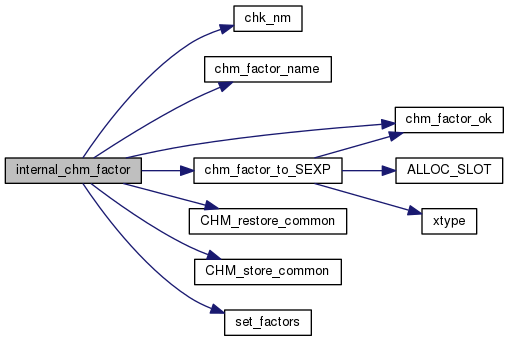 chk_nm
chm_factor_name
chm_factor_ok
internal_chm_factor
chm_factor_to_SEXP
ALLOC_SLOT
CHM_restore_common
xtype
CHM_store_common
set_factors